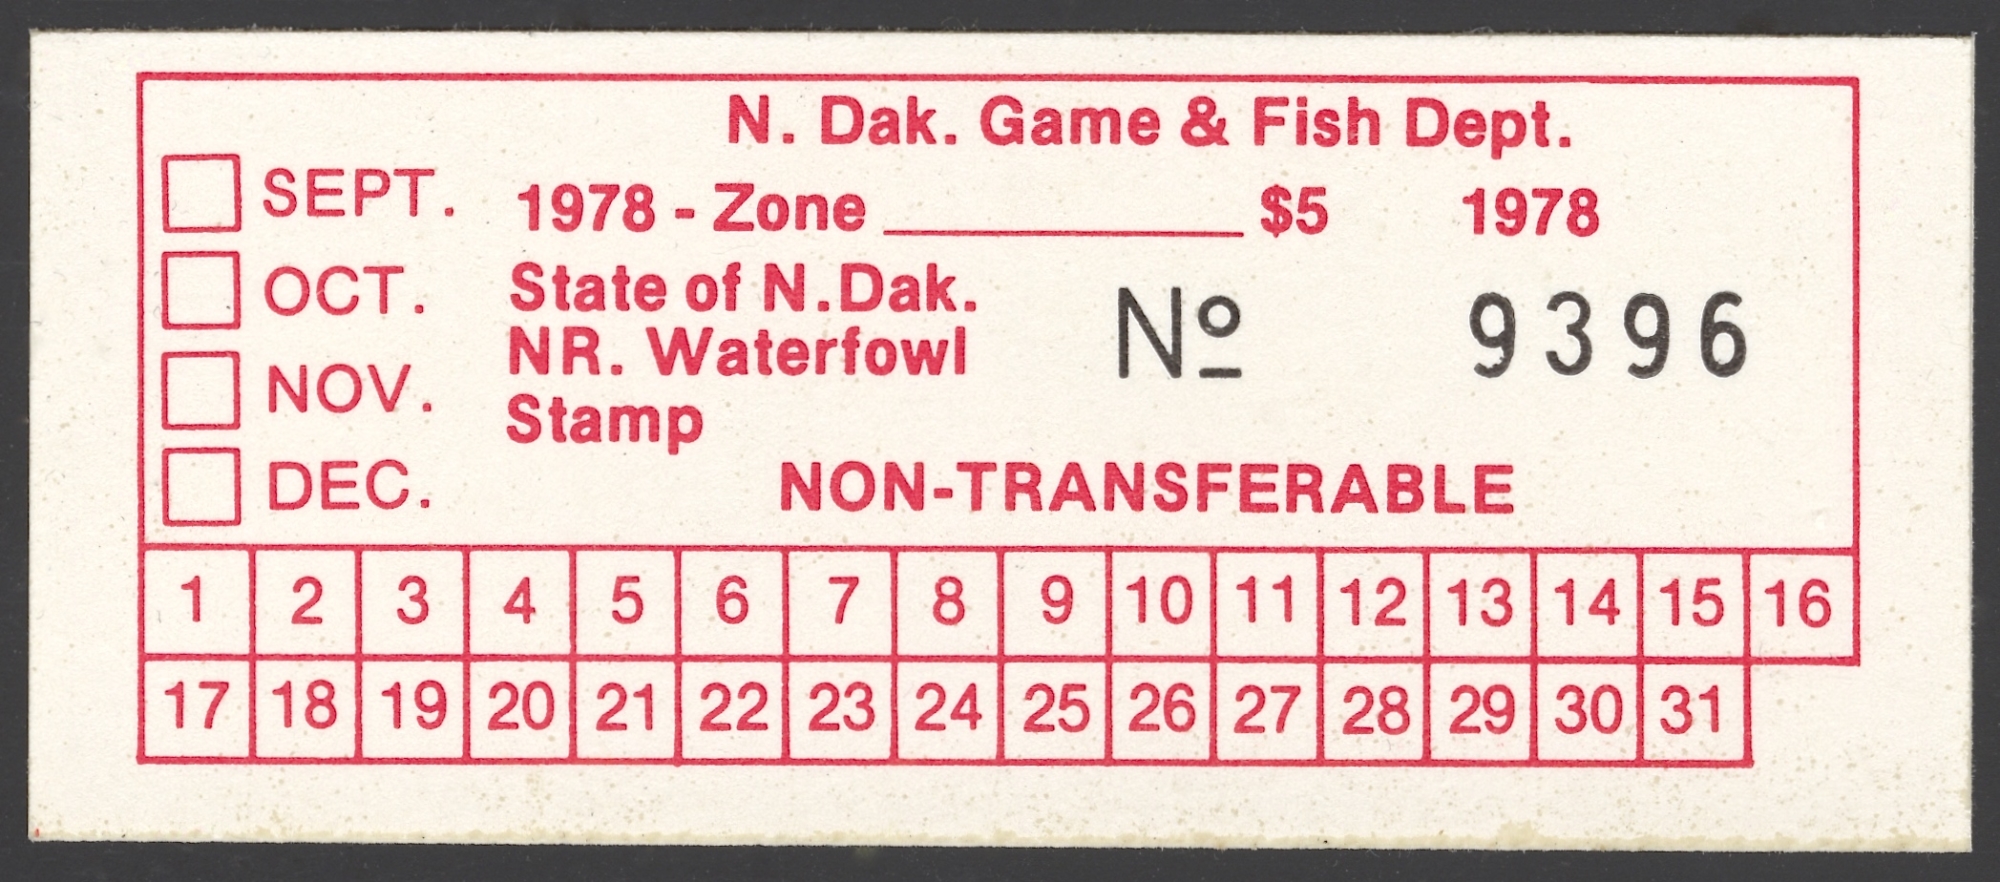 N. Dak. Game & Fish Dept.
SEPT. 1978 - Zone ____________ $5 1978
OCT. State of N.Dak.
NR. Waterfowl Nº 9396
NOV. Stamp
DEC. NON-TRANSFERABLE
1 2 3 4 5 6 7 8 9 10 11 12 13 14 15 16
17 18 19 20 21 22 23 24 25 26 27 28 29 30 31